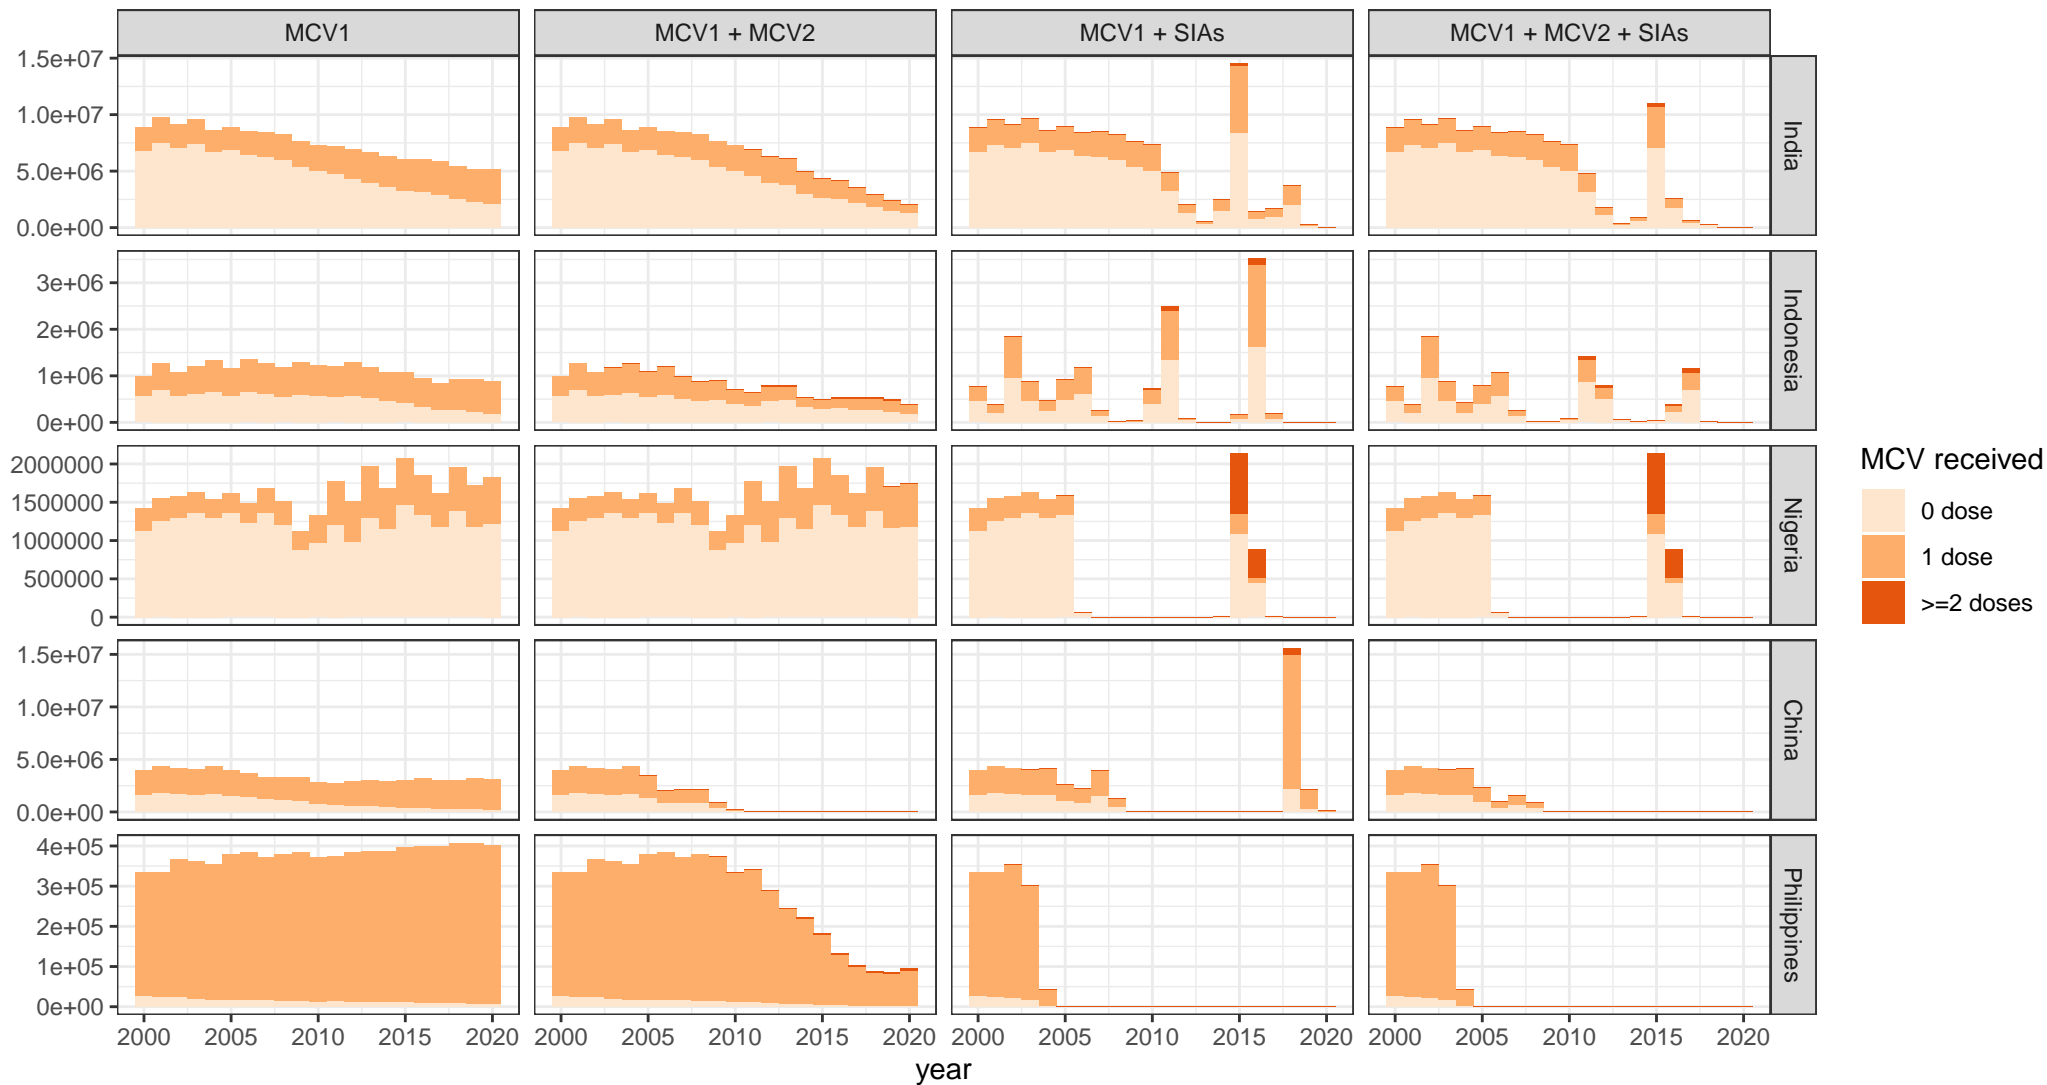 MCV1 MCV1 + MCV2 MCV1 + SIAs MCV1 + MCV2 + SIAs
1.5e+07
1.0e+07
5.0e+06
0.0e+00
India
3e+06
2e+06
1e+06
0e+00
Indonesia
2000000
1500000
1000000
500000
0
Nigeria
1.5e+07
1.0e+07
5.0e+06
0.0e+00
China
4e+05
3e+05
2e+05
1e+05
0e+00
Philippines
2000 2005 2010 2015 2020 2000 2005 2010 2015 2020 2000 2005 2010 2015 2020 2000 2005 2010 2015 2020
year
MCV received
0 dose
1 dose
>=2 doses